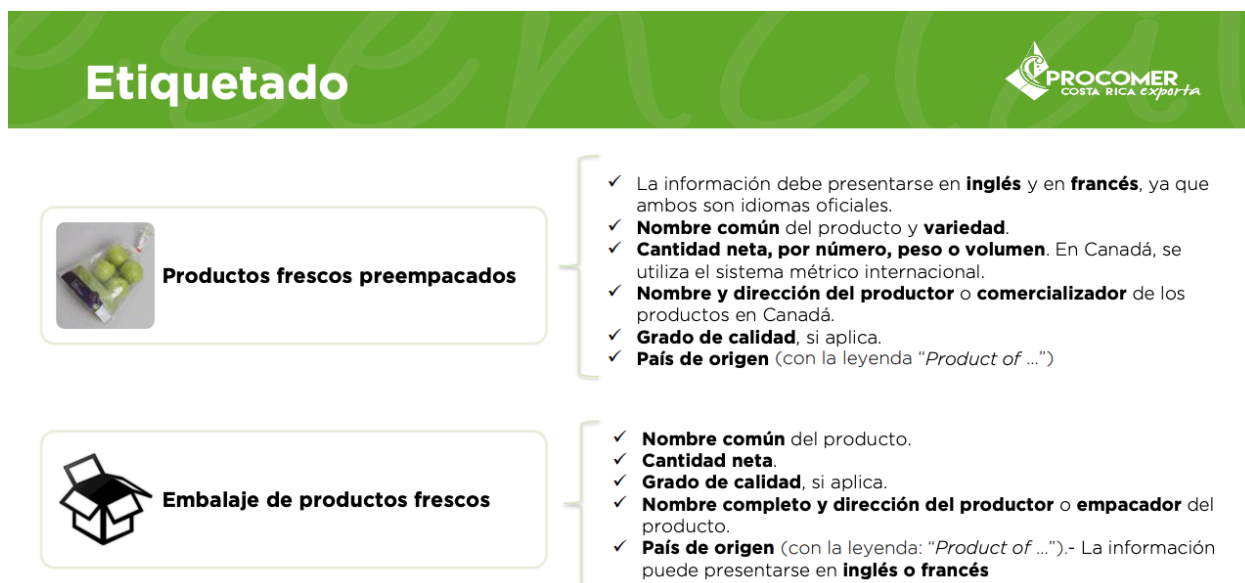 Etiquetado
PROCOMER
COSTA RICA exporta
Productos frescos preempacados
✓ La información debe presentarse en inglés y en francés, ya que
ambos son idiomas oficiales.
✓ Nombre común del producto y variedad.
✓ Cantidad neta, por número, peso o volumen. En Canadá, se
utiliza el sistema métrico internacional.
✓ Nombre y dirección del productor o comercializador de los
productos en Canadá.
✓ Grado de calidad, si aplica.
✓ País de origen (con la leyenda “Product of …”)
Embalaje de productos frescos
✓ Nombre común del producto.
✓ Cantidad neta.
✓ Grado de calidad, si aplica.
✓ Nombre completo y dirección del productor o empacador del
producto.
✓ País de origen (con la leyenda: “Product of …”).- La información
puede presentarse en inglés o francés